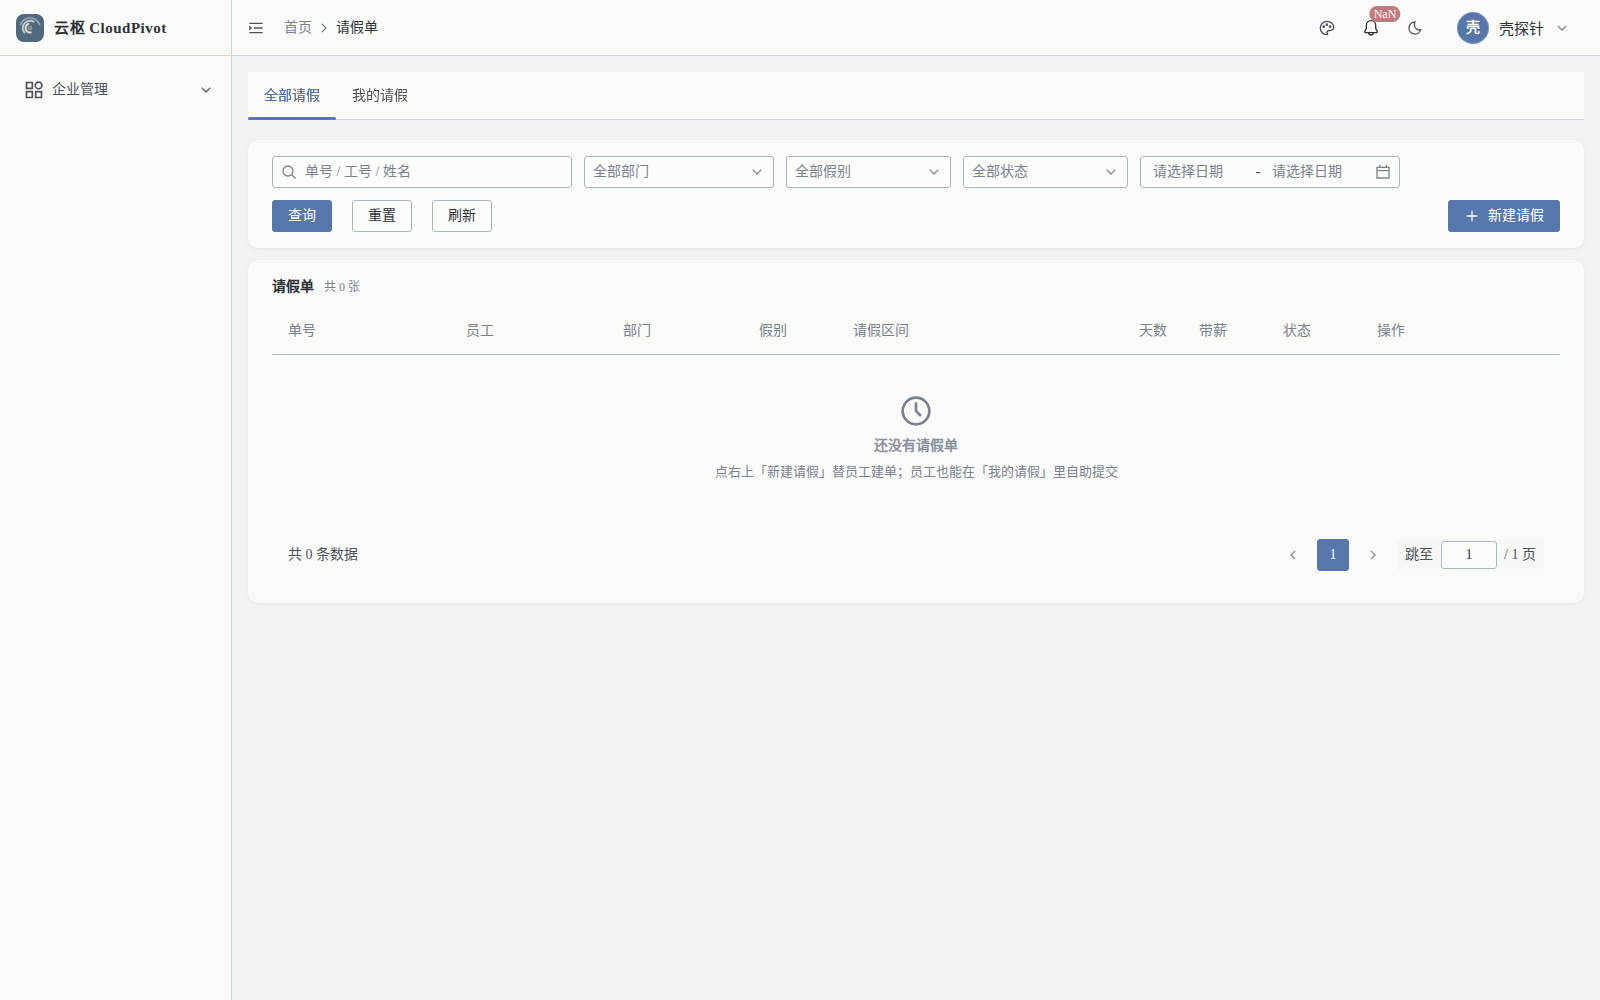 云枢 CloudPivot
首页 > 请假单
NaN
壳 壳探针
企业管理
全部请假 我的请假
单号 / 工号 / 姓名 全部部门 全部假别 全部状态 请选择日期 - 请选择日期
查询 重置 刷新 新建请假
请假单 共 0 张
单号 员工 部门 假别 请假区间 天数 带薪 状态 操作
还没有请假单
点右上「新建请假」替员工建单；员工也能在「我的请假」里自助提交
共 0 条数据 1 跳至 1 / 1 页